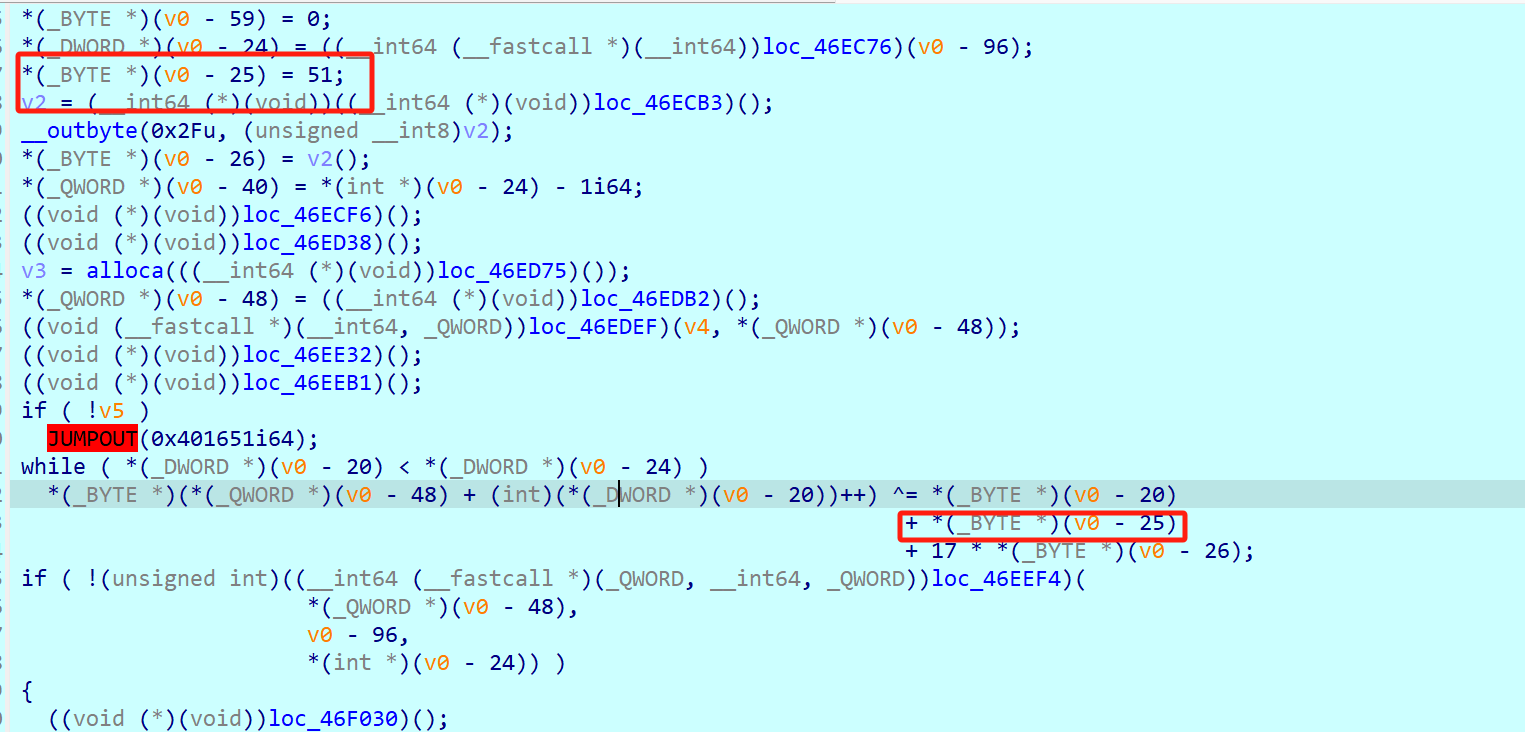 *(_BYTE *)(v0 - 59) = 0;
*(_DWORD *)(v0 - 24) = ((__int64 (__fastcall *)(__int64))loc_46EC76)(v0 - 96);
*(_BYTE *)(v0 - 25) = 51;
v2 = (__int64 (*)(void))((__int64 (*)(void))loc_46ECB3)();
__outbyte(0x2Fu, (unsigned __int8)v2);
*(_BYTE *)(v0 - 26) = v2();
*(_QWORD *)(v0 - 40) = *(int *)(v0 - 24) - 1i64;
((void (*)(void))loc_46ECF6)();
((void (*)(void))loc_46ED38)();
v3 = alloca(((__int64 (*)(void))loc_46ED75)());
*(_QWORD *)(v0 - 48) = ((__int64 (*)(void))loc_46EDB2)();
((void (__fastcall *)(__int64, _QWORD))loc_46EDEF)(v4, *(_QWORD *)(v0 - 48));
((void (*)(void))loc_46EE32)();
((void (*)(void))loc_46EEB1)();
if ( !v5 )
JUMPOUT(0x401651i64);
while ( *(_DWORD *)(v0 - 20) < *(_DWORD *)(v0 - 24) )
*(_BYTE *)(*(_QWORD *)(v0 - 48) + (int)(*(_DWORD *)(v0 - 20))++) ^= *(_BYTE *)(v0 - 20)
+ *(_BYTE *)(v0 - 25)
+ 17 * *(_BYTE *)(v0 - 26);
if ( !(unsigned int)((__int64 (__fastcall *)(_QWORD, __int64, _QWORD))loc_46EEF4)(
*(_QWORD *)(v0 - 48),
v0 - 96,
*(int *)(v0 - 24)) )
{
((void (*)(void))loc_46F030)();